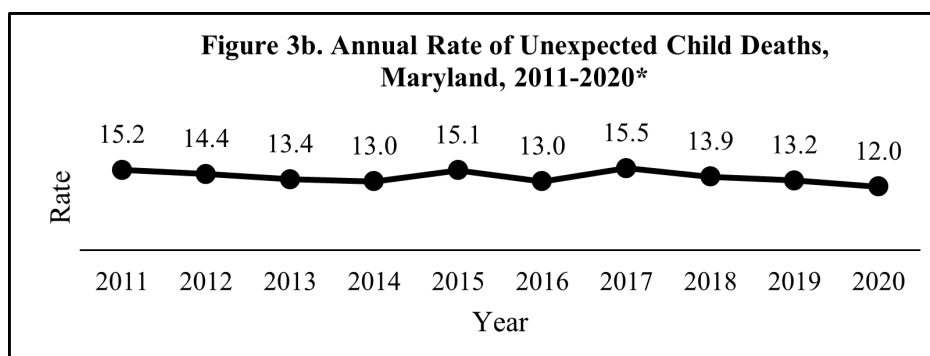 Figure 3b. Annual Rate of Unexpected Child Deaths,
Maryland, 2011-2020*
15.2 14.4 13.4 13.0 15.1 13.0 15.5 13.9 13.2 12.0
Rate
2011 2012 2013 2014 2015 2016 2017 2018 2019 2020
Year